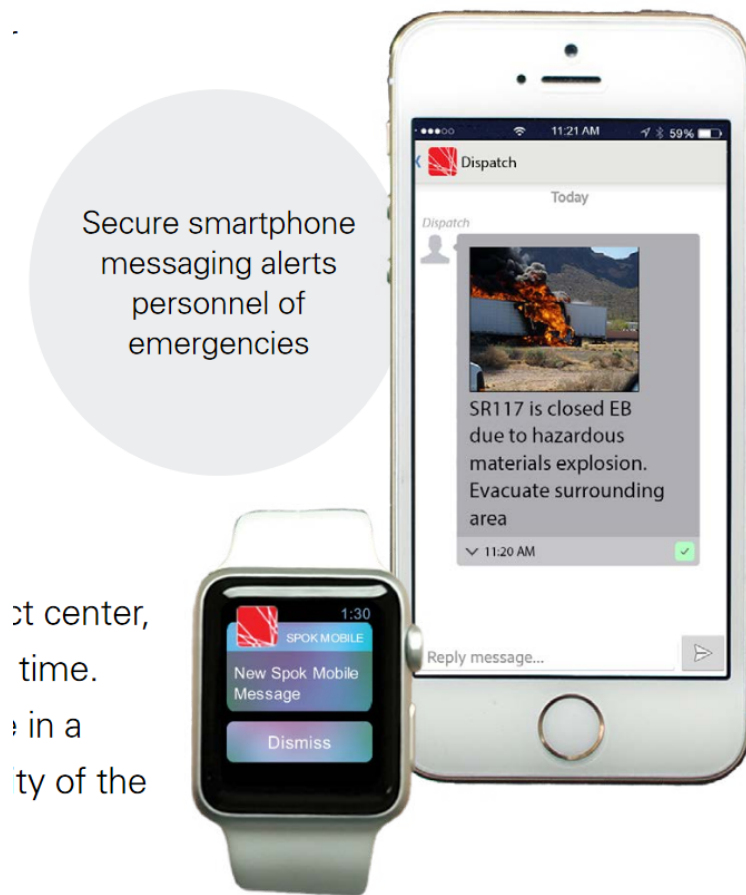 Secure smartphone
messaging alerts
personnel of
emergencies
11:21 AM
59%
Dispatch
Today
Dispatch
SR117 is closed EB
due to hazardous
materials explosion.
Evacuate surrounding
area
11:20 AM
Reply message...
1:30
SPOK MOBILE
New Spok Mobile
Message
Dismiss
ct center,
time.
in a
ity of the